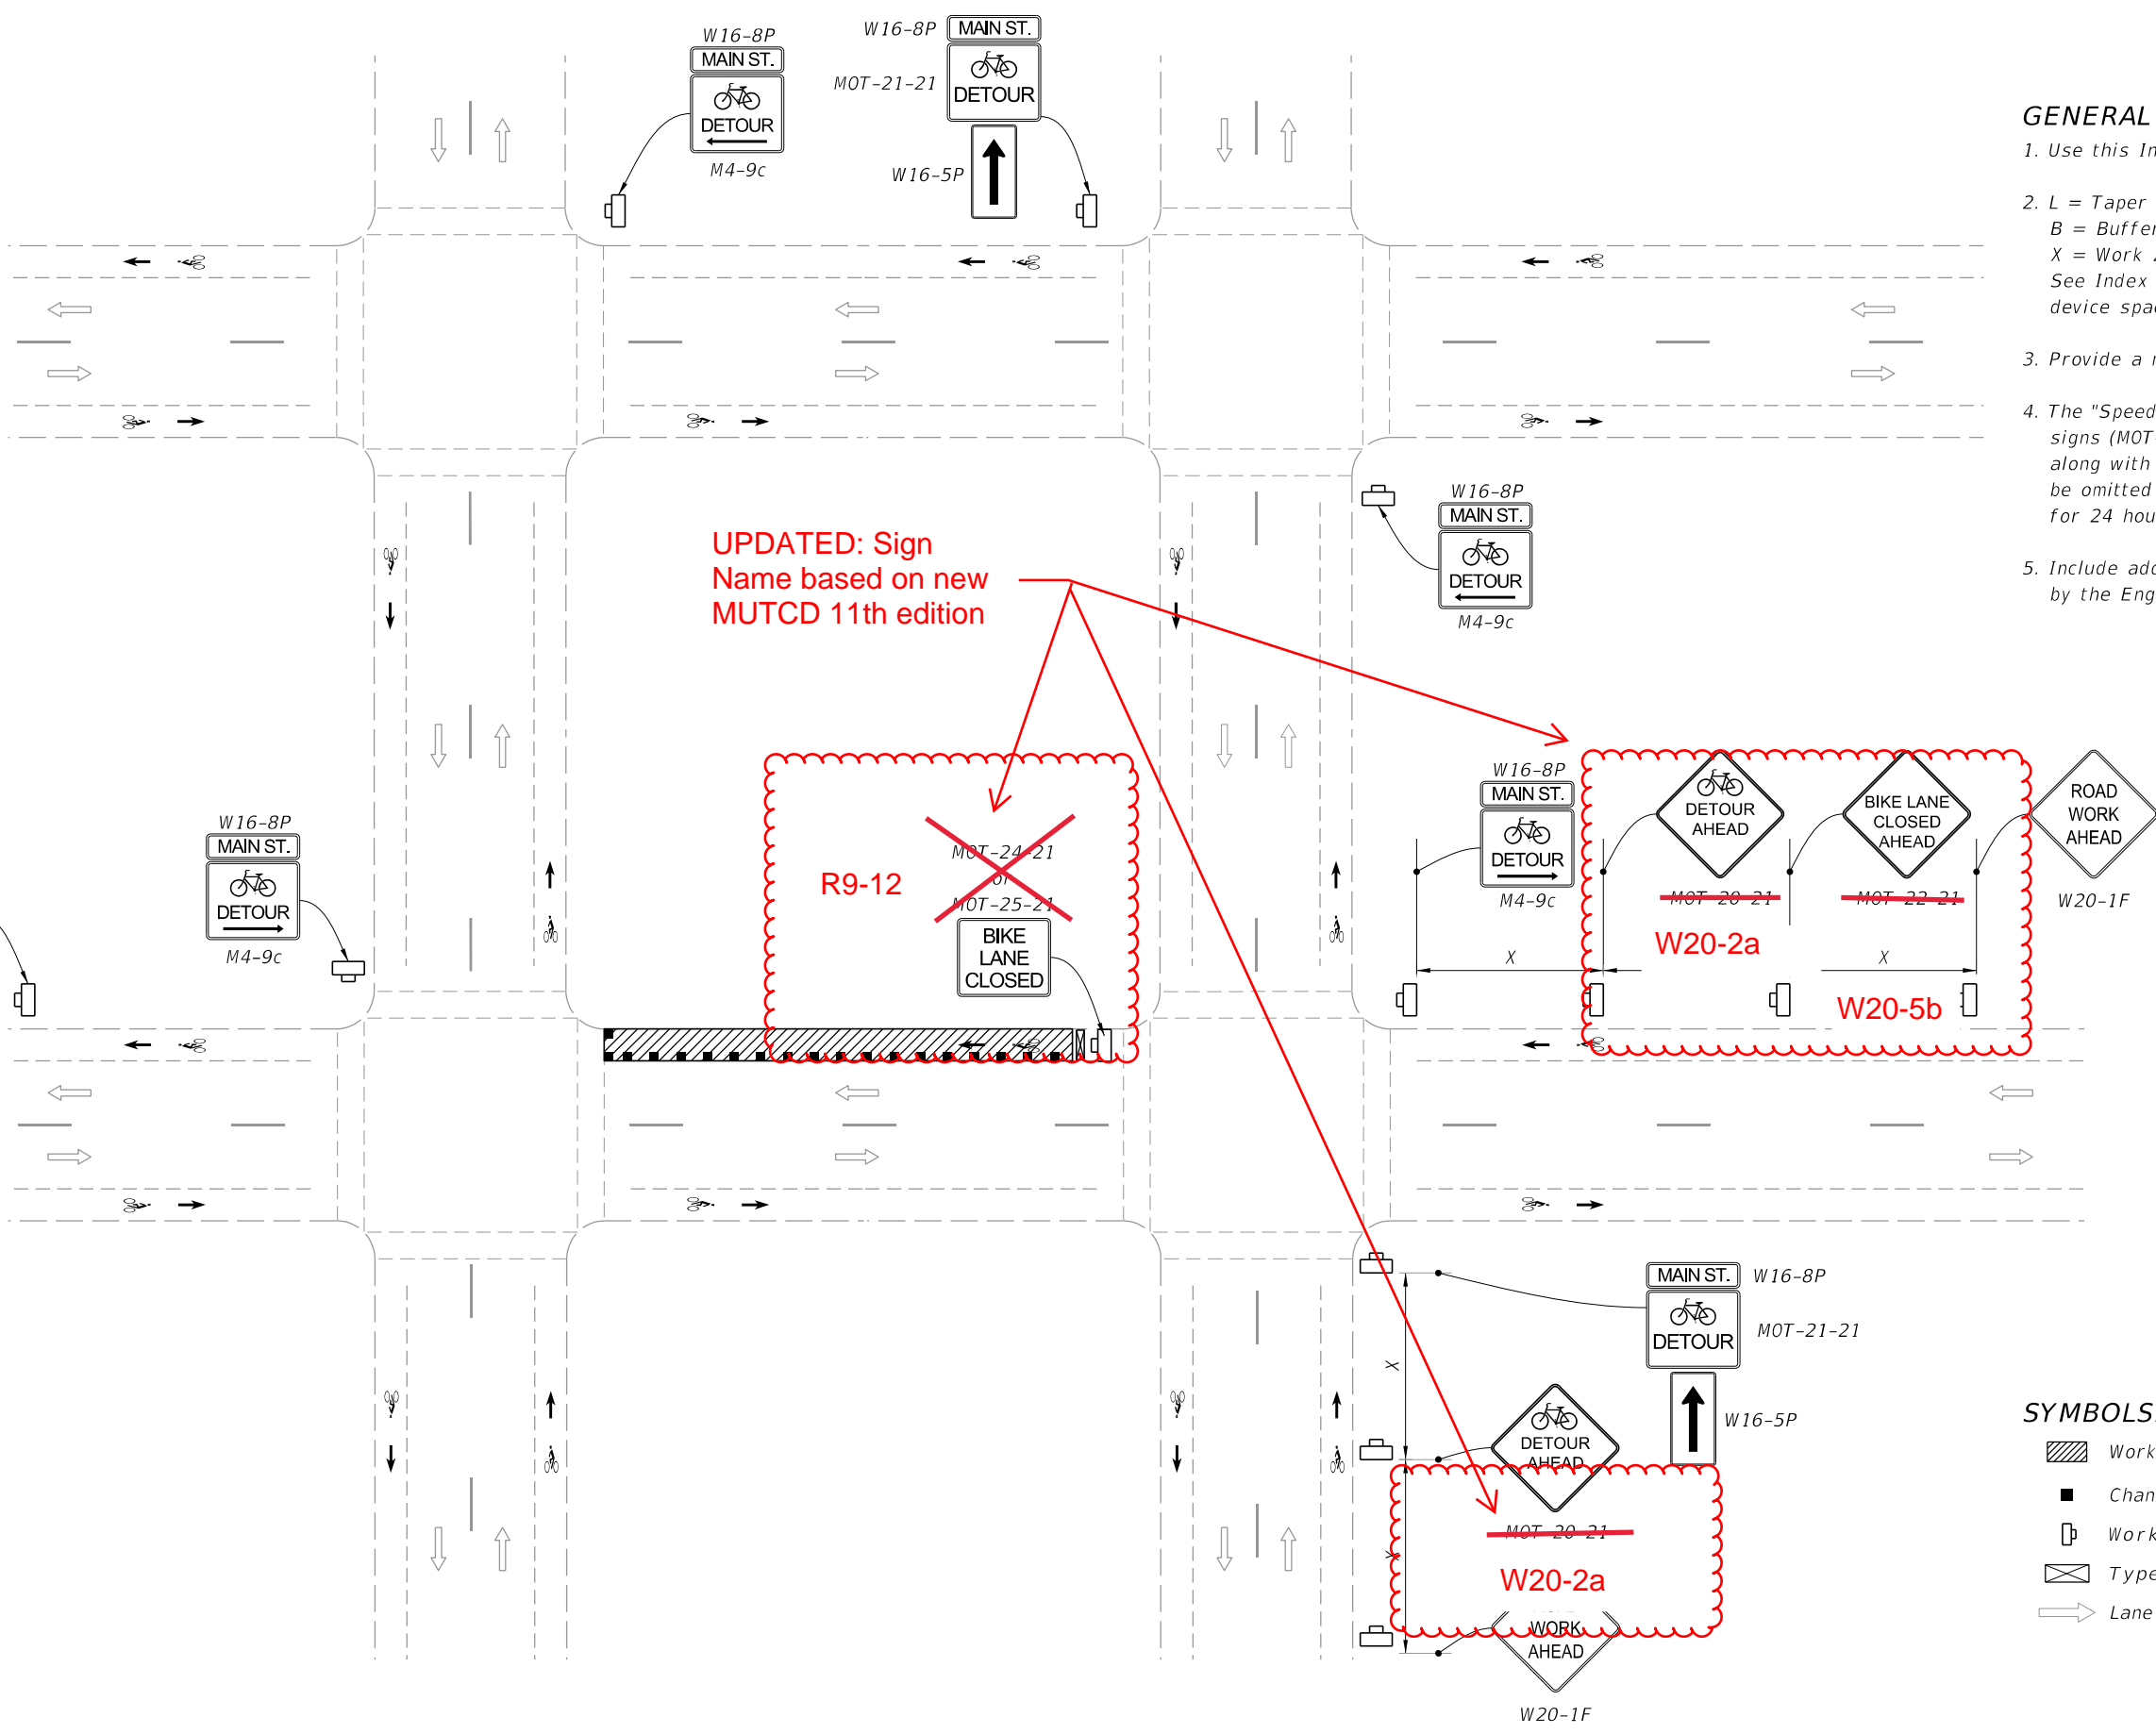 W16-8P
MAIN ST.
DETOUR
M4-9c
W16-8P
MAIN ST.
MOT-21-21
DETOUR
W16-5P
GENERAL
1. Use this
2. L = Taper
B =
X = Work
See Index
device
3. Provide a
4. The "Speed
signs (MOT-
along with
be omitted
for 24
5. Include
by the
W16-8P
MAIN ST.
DETOUR
M4-9c
UPDATED: Sign
Name based on new
MUTCD 11th edition
W16-8P
MAIN ST.
DETOUR
M4-9c
MOT-24-21
or
MOT-25-21
R9-12
BIKE
LANE
CLOSED
W16-8P
MAIN ST.
DETOUR
M4-9c
DETOUR
AHEAD
MOT-20-21
W20-2a
BIKE LANE
CLOSED
AHEAD
MOT-22-21
W20-5b
ROAD
WORK
AHEAD
W20-1F
X
X
MAIN ST.
W16-8P
DETOUR
MOT-21-21
W16-5P
X
DETOUR
AHEAD
MOT-20-21
W20-2a
X
WORK
AHEAD
W20-1F
SYMBOLS
Work
Work
Type
Lane